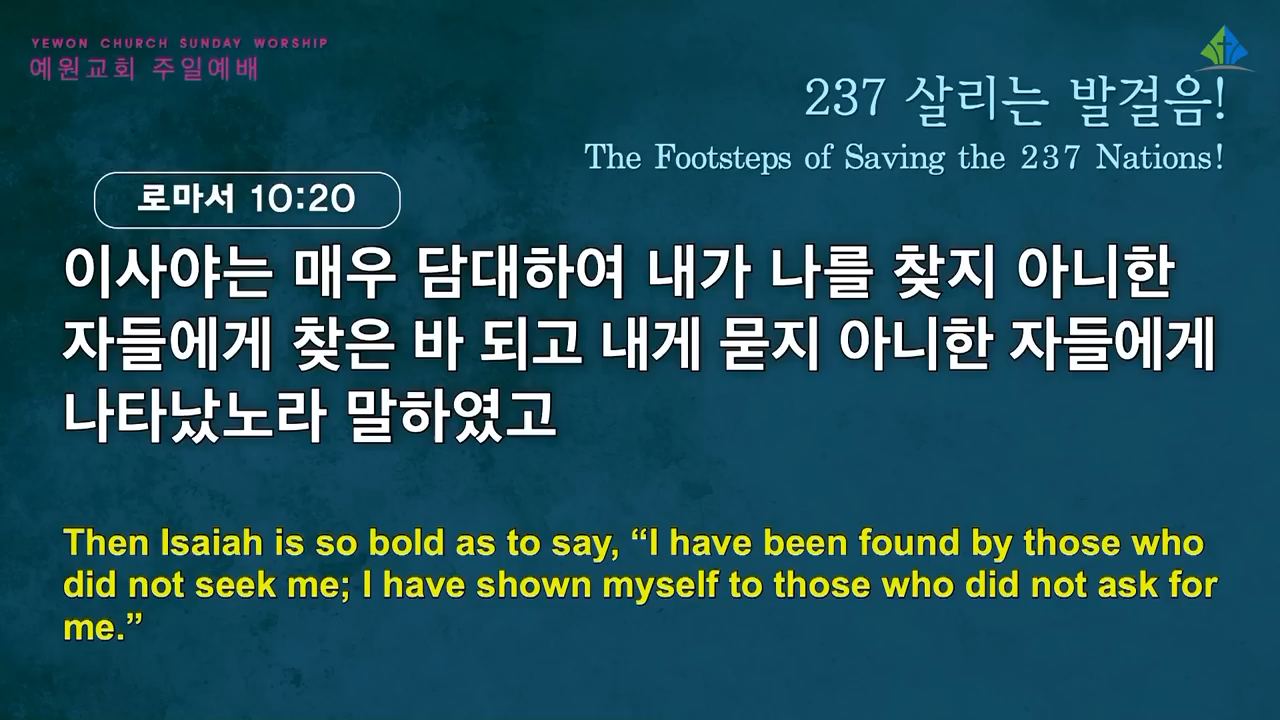 YEWON CHURCH SUNDAY WORSHIP
예원교회 주일예배
237 살리는 발걸음!
The Footsteps of Saving the 237 Nations!
로마서 10:20
이사야는 매우 담대하여 내가 나를 찾지 아니한
자들에게 찾은 바 되고 내게 묻지 아니한 자들에게
나타났노라 말하였고
Then Isaiah is so bold as to say, “I have been found by those who
did not seek me; I have shown myself to those who did not ask for
me.”